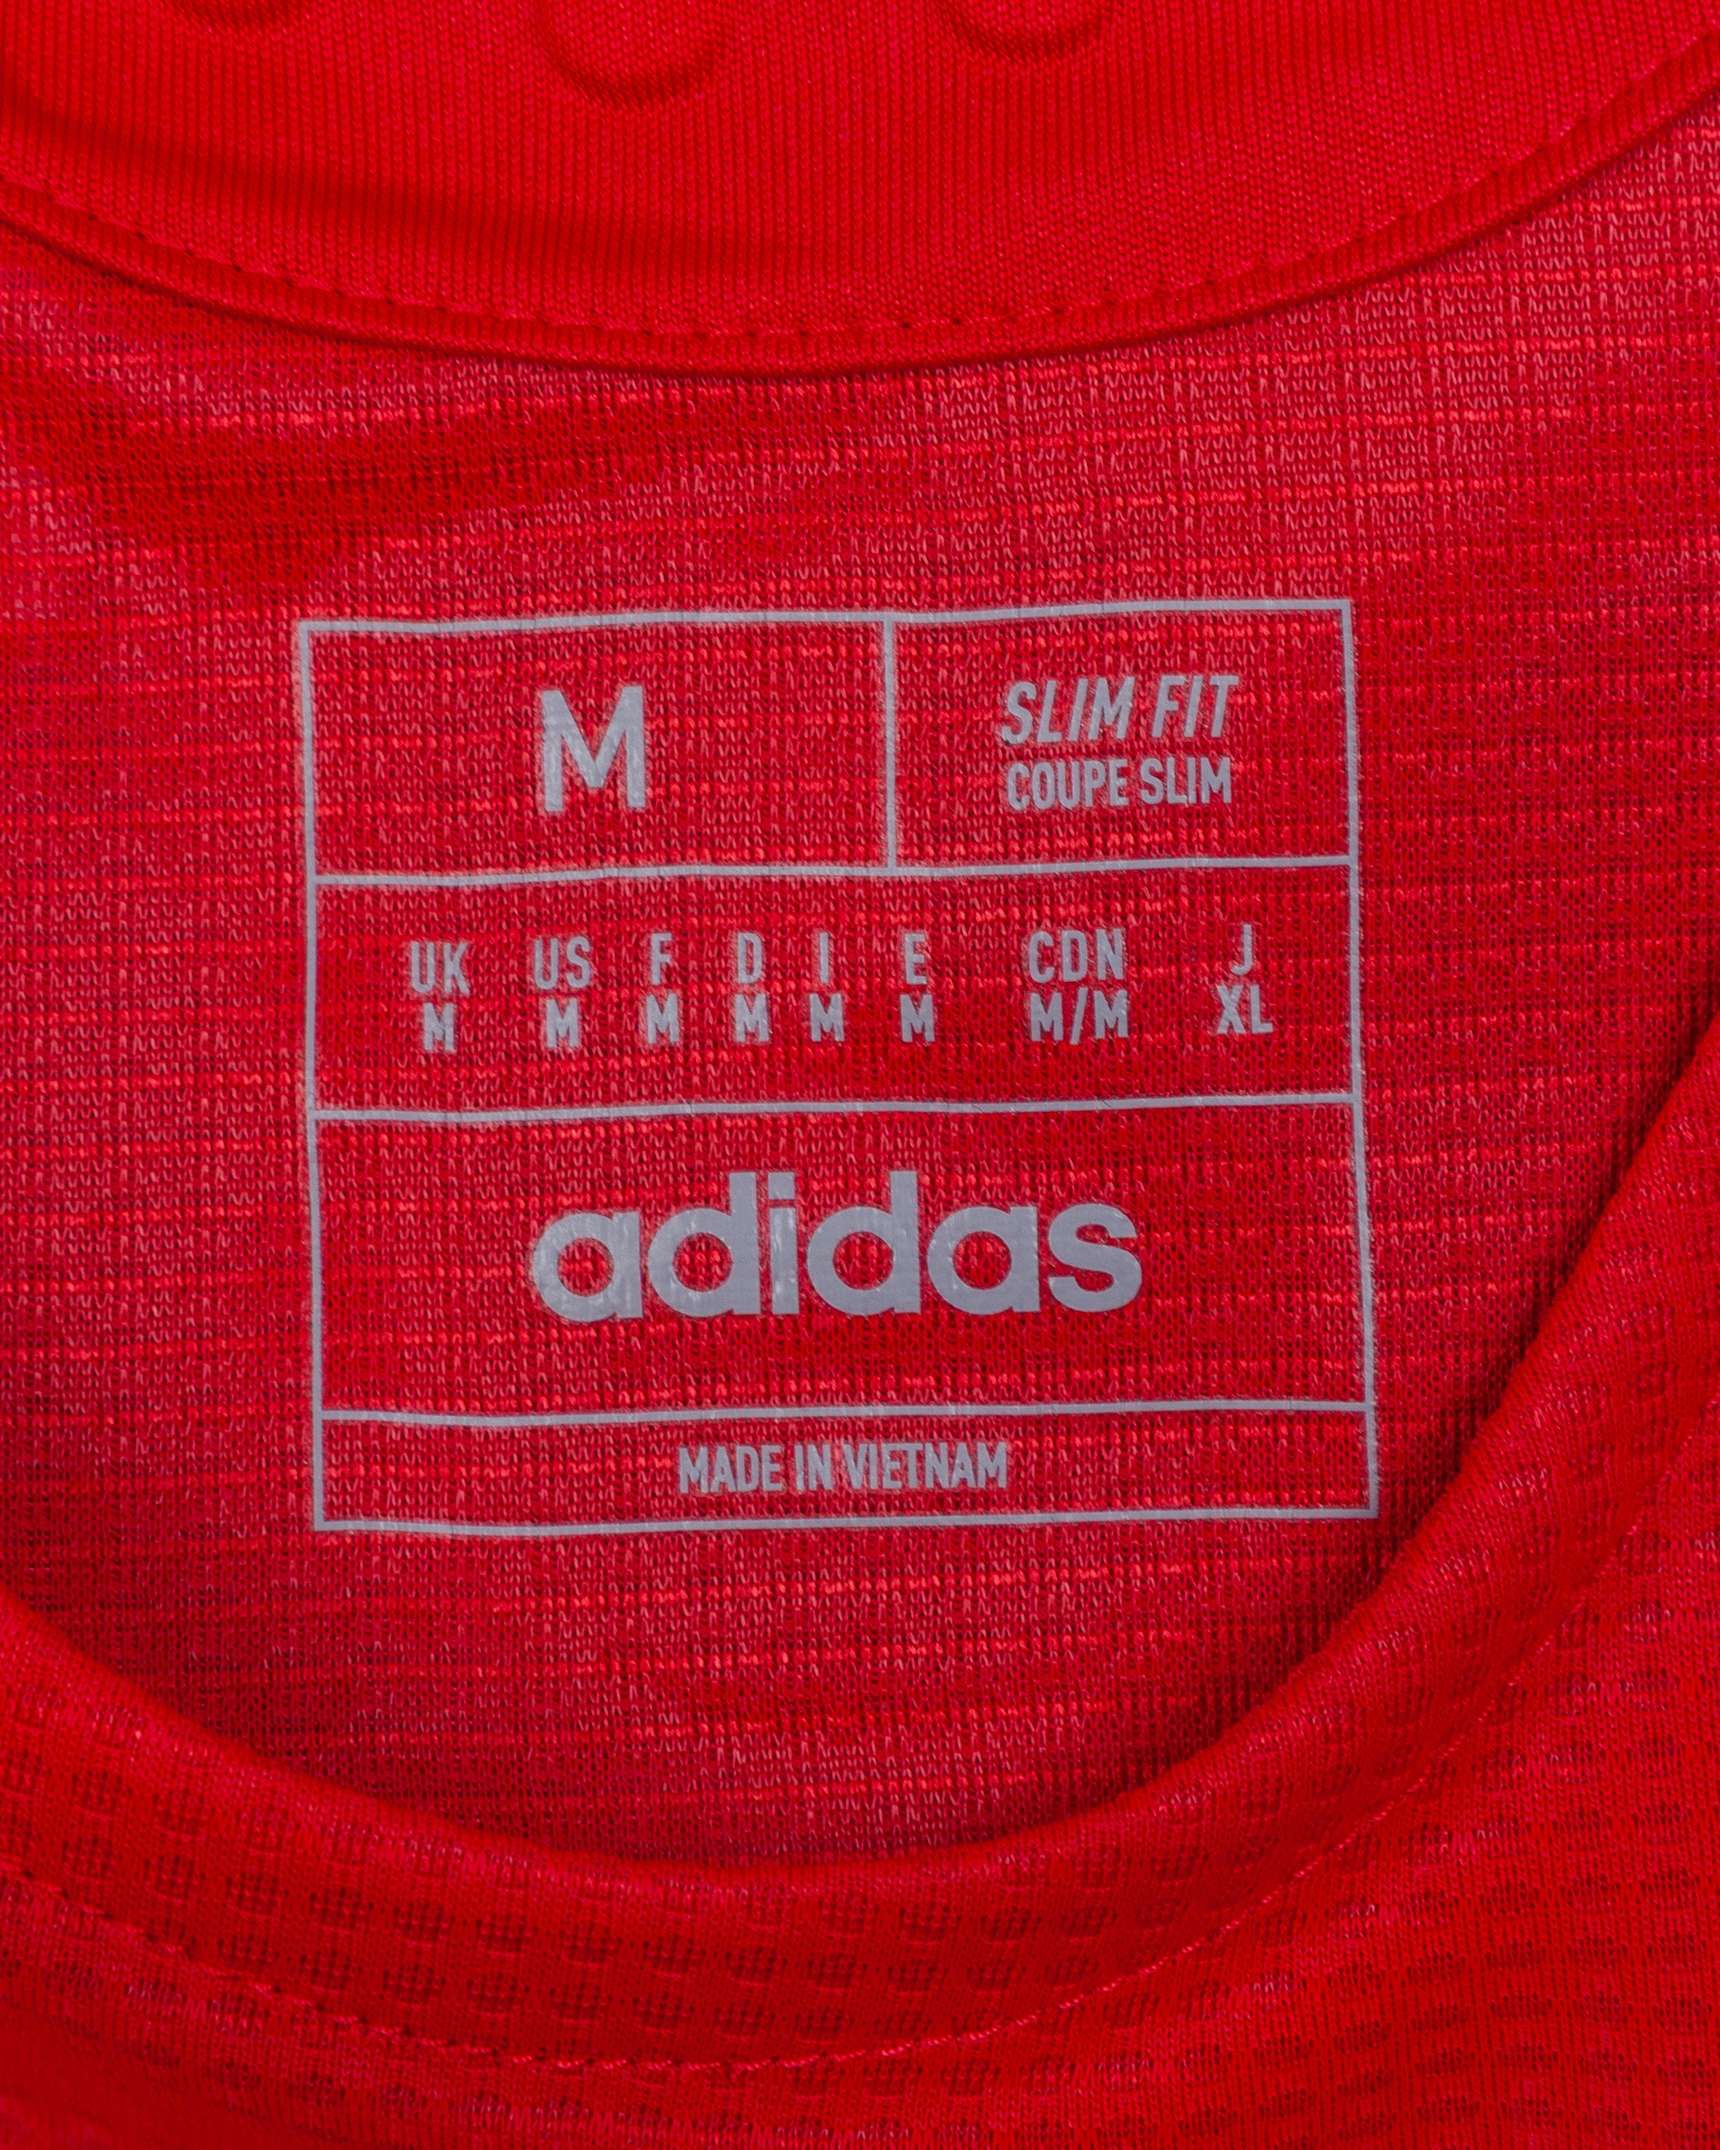 M
SLIM FIT
COUPE SLIM
UK US F D I E CDN J
M M M M M M M/M XL
adidas
MADE IN VIETNAM